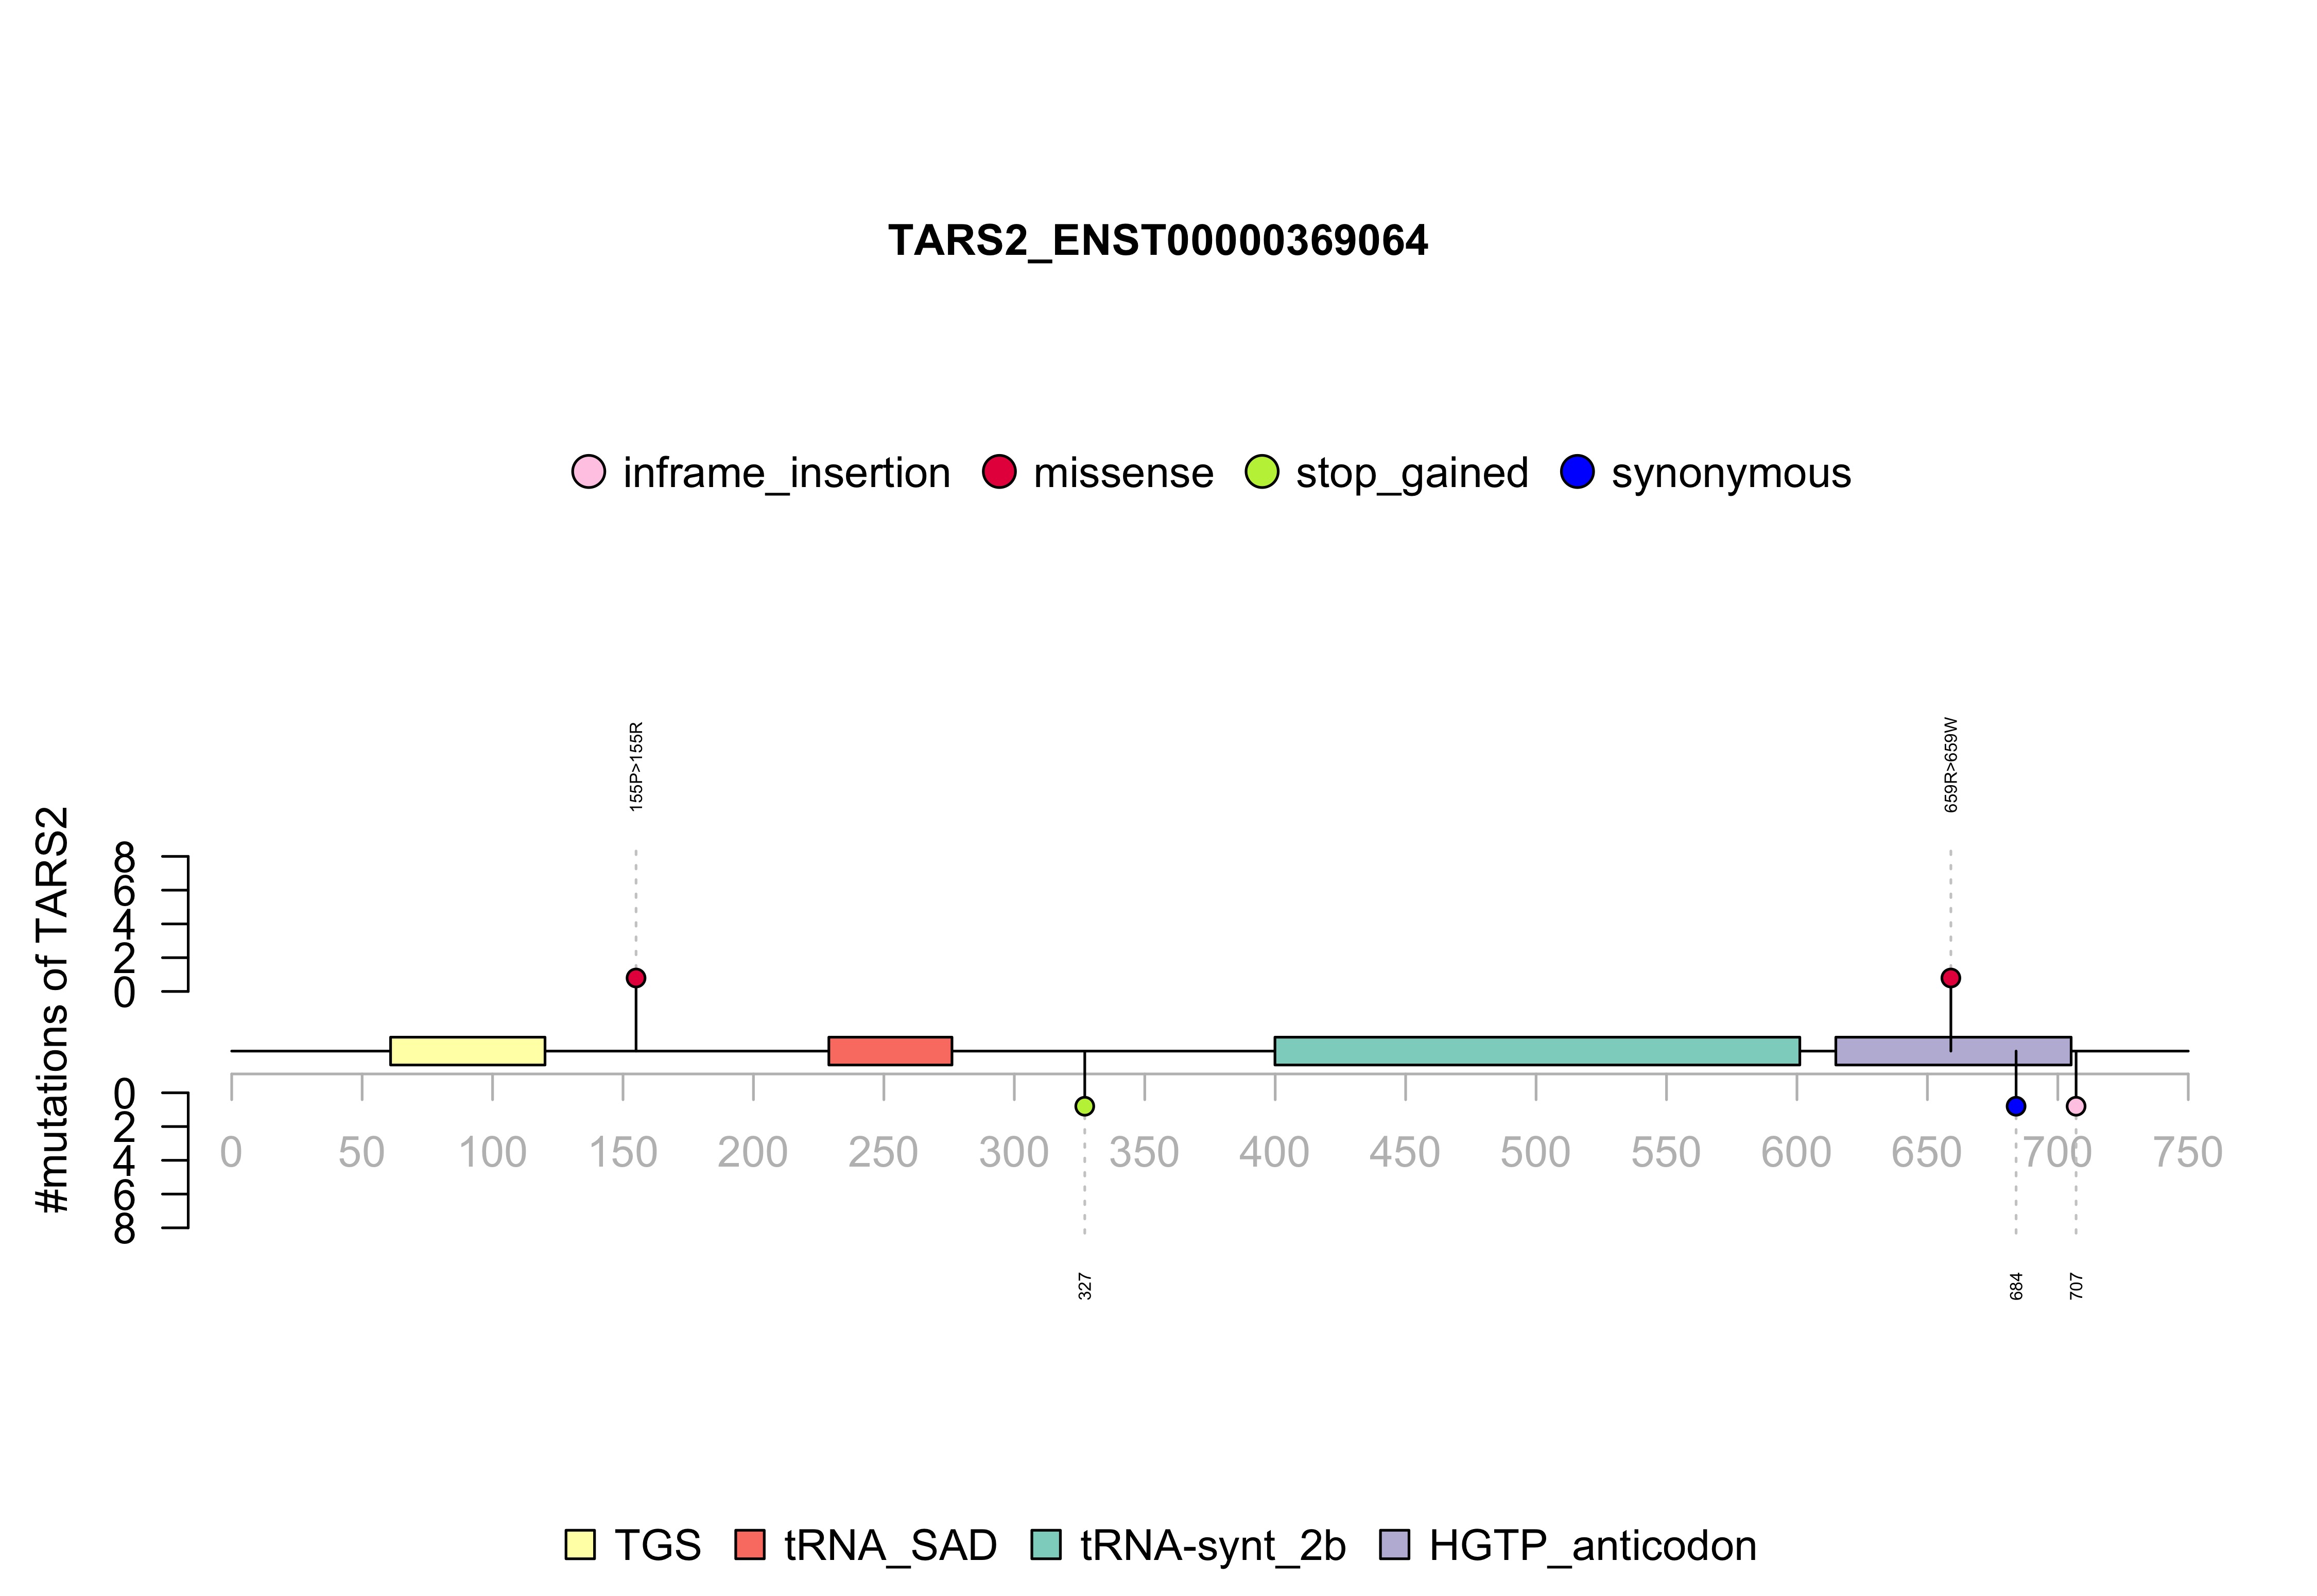 TARS2_ENST00000369064
inframe_insertion missense stop_gained synonymous
155P>155R 659R>659W
#mutations of TARS2
8
6
4
2
0
0
2
4
6
8
0 50 100 150 200 250 300 350 400 450 500 550 600 650 700 750
327 684 707
TGS tRNA_SAD tRNA-synt_2b HGTP_anticodon